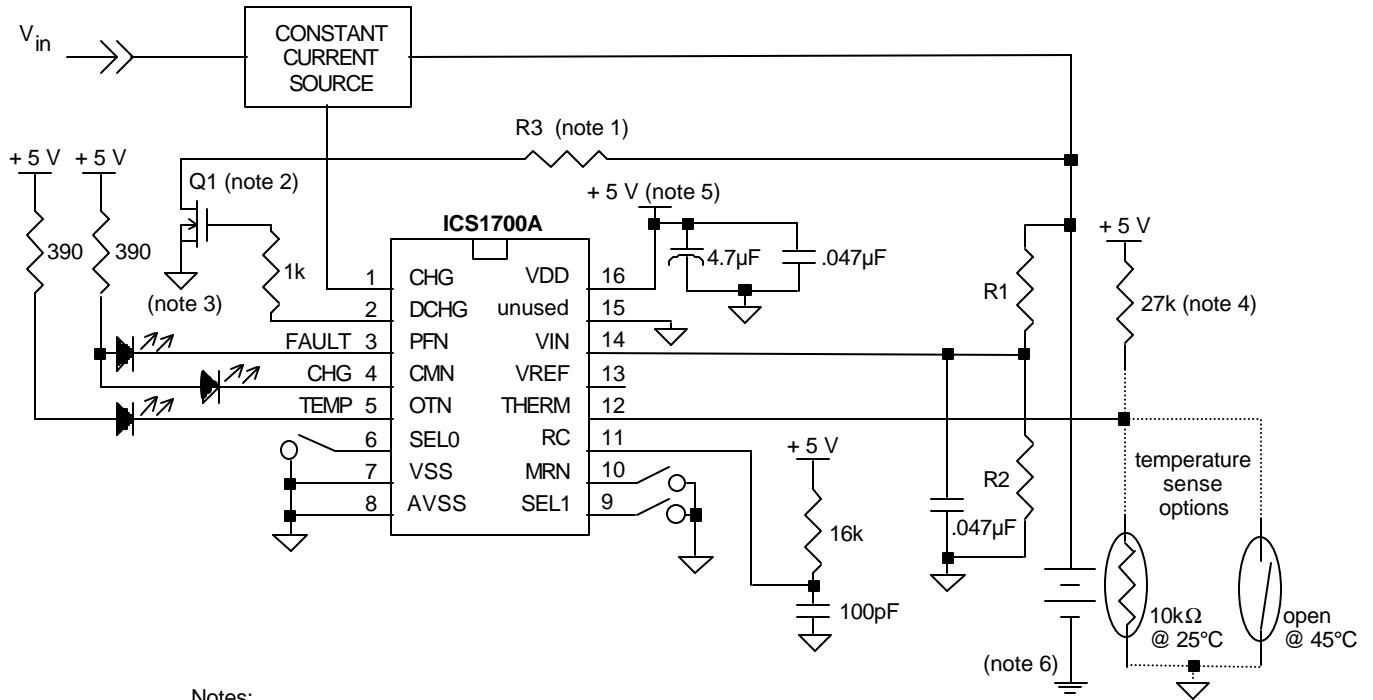 Vin
CONSTANT
CURRENT
SOURCE
R3 (note 1)
+ 5 V
+ 5 V
Q1 (note 2)
+ 5 V (note 5)
390
390
1k
(note 3)
ICS1700A
4.7µF
.047µF
+ 5 V
R1
27k (note 4)
1 CHG
2 DCHG
FAULT 3 PFN
CHG 4 CMN
TEMP 5 OTN
6 SEL0
7 VSS
8 AVSS
VDD 16
unused 15
VIN 14
VREF 13
THERM 12
RC 11
MRN 10
SEL1 9
+ 5 V
16k
100pF
R2
.047µF
temperature
sense
options
10kΩ
@ 25°C
open
@ 45°C
(note 6)
Notes: